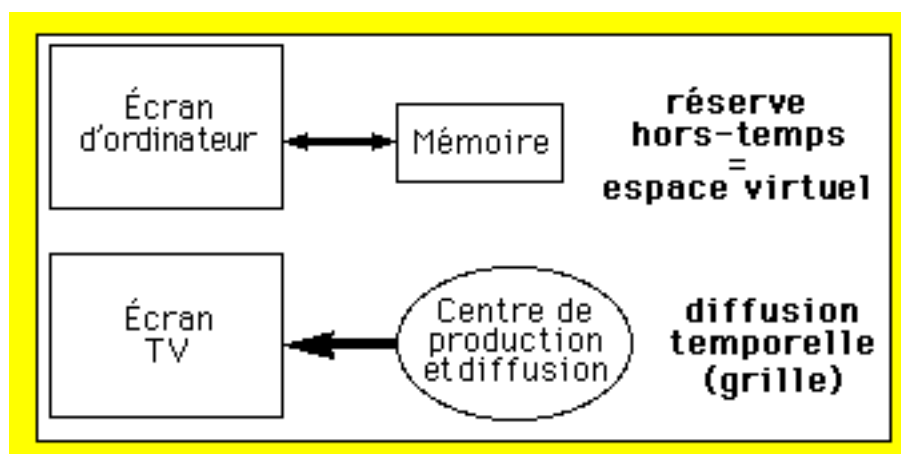 Écran
d'ordinateur
Mémoire
réserve
hors-temps
=
espace virtuel
Écran
TV
Centre de
production
et diffusion
diffusion
temporelle
(grille)